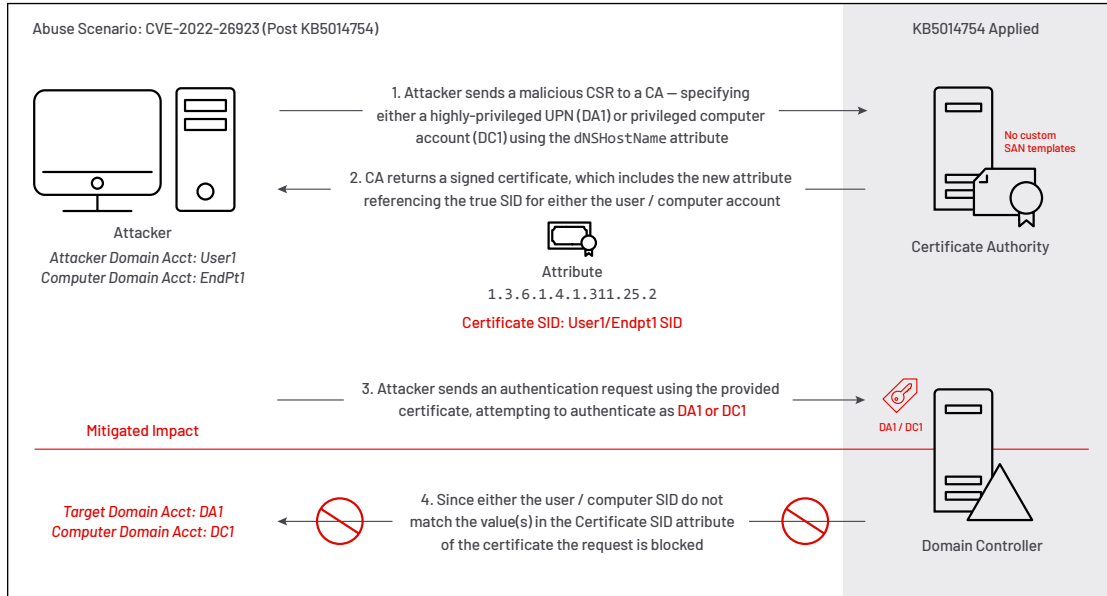 Abuse Scenario: CVE-2022-26923 (Post KB5014754)
KB5014754 Applied
1. Attacker sends a malicious CSR to a CA — specifying
either a highly-privileged UPN (DA1) or privileged computer
account (DC1) using the dNSHostName attribute
No custom
SAN templates
2. CA returns a signed certificate, which includes the new attribute
referencing the true SID for either the user / computer account
Attacker
Attacker Domain Acct: User1
Computer Domain Acct: EndPt1
Certificate Authority
Attribute
1.3.6.1.4.1.311.25.2
Certificate SID: User1/Endpt1 SID
3. Attacker sends an authentication request using the provided
certificate, attempting to authenticate as DA1 or DC1
DA1 / DC1
Mitigated Impact
Target Domain Acct: DA1
Computer Domain Acct: DC1
4. Since either the user / computer SID do not
match the value(s) in the Certificate SID attribute
of the certificate the request is blocked
Domain Controller